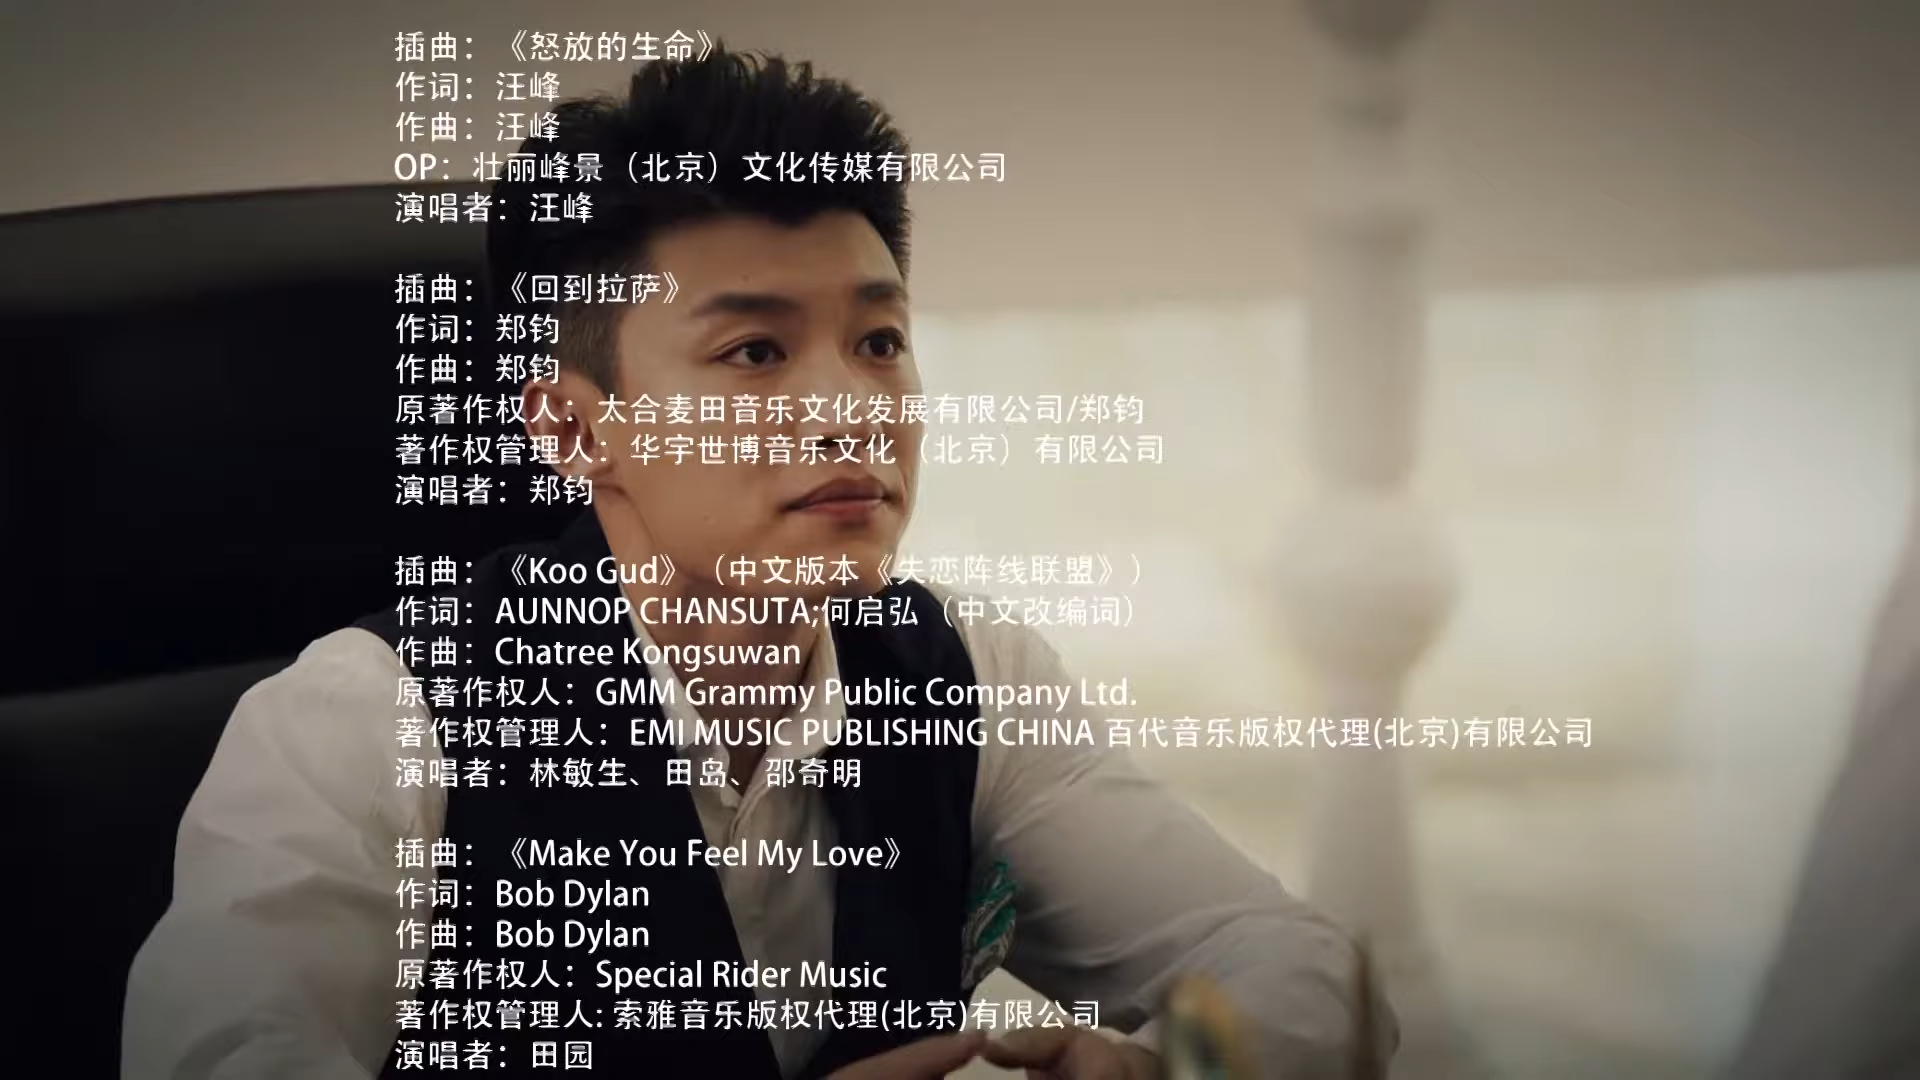 插曲：《怒放的生命》
作词：汪峰
作曲：汪峰
OP：壮丽峰景（北京）文化传媒有限公司
演唱者：汪峰
插曲：《回到拉萨》
作词：郑钧
作曲：郑钧
原著作权人：太合麦田音乐文化发展有限公司/郑钧
著作权管理人：华宇世博音乐文化（北京）有限公司
演唱者：郑钧
插曲：《Koo Gud》（中文版本《失恋阵线联盟》）
作词：AUNNOP CHANSUTA;何启弘（中文改编词）
作曲：Chatree Kongsuwan
原著作权人：GMM Grammy Public Company Ltd.
著作权管理人：EMI MUSIC PUBLISHING CHINA 百代音乐版权代理(北京)有限公司
演唱者：林敏生、田岛、邵奇明
插曲：《Make You Feel My Love》
作词：Bob Dylan
作曲：Bob Dylan
原著作权人：Special Rider Music
著作权管理人: 索雅音乐版权代理(北京)有限公司
演唱者：田园